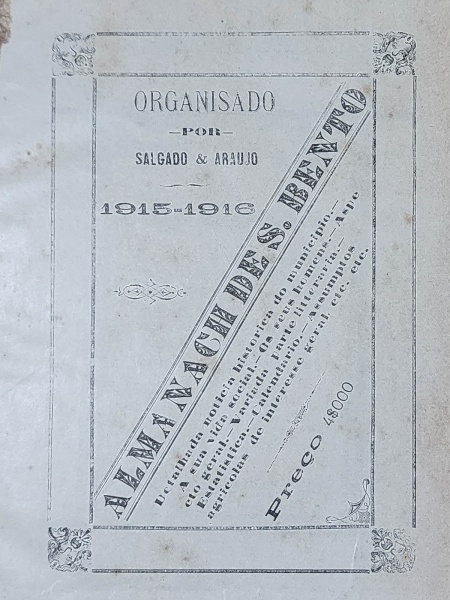 ORGANISADO
—POR—
SALGADO & ARAUJO
1915-1916
ALMANACH DE S. BENTO
Detalhada noticia historica do municipio.—
A sua vida social.—Os seus homens.—Aspe
cto geral.—Variada parte litteraria.—
Estatistica.—Calendario.—Assumptos
agricolas de interesse geral etc. etc.
Preço 4$000